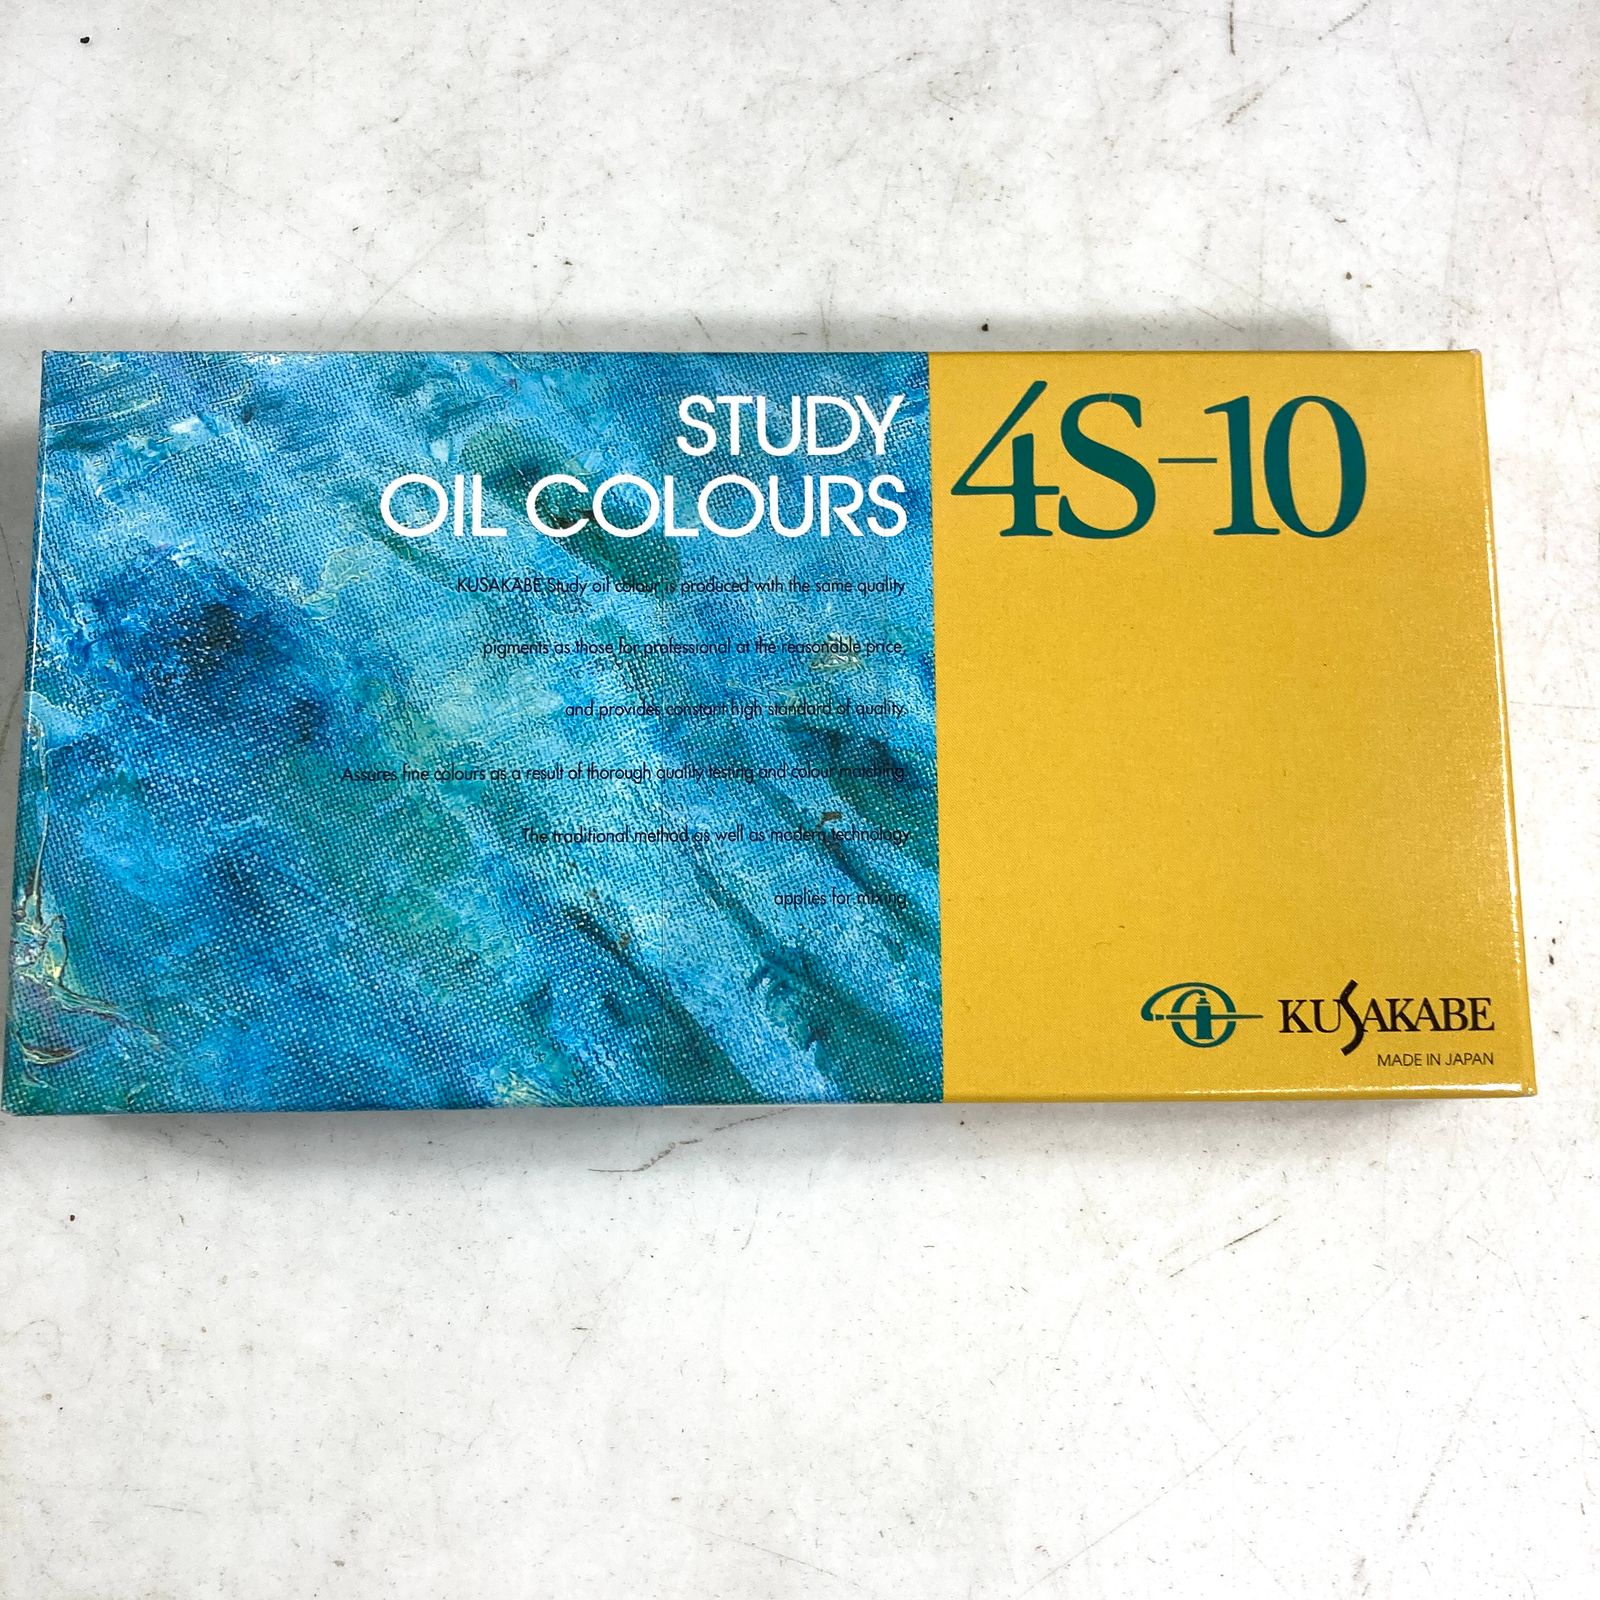 STUDY
OIL COLOURS
KUSAKABE Study oil colour is produced with the same quality
pigments as those for professional at the reasonable price,
and provides constant high standard of quality.
Assures fine colours as a result of thorough quality testing and colour matching.
The traditional method as well as modern technology
applies for mixing.
4S-10
KUSAKABE
MADE IN JAPAN